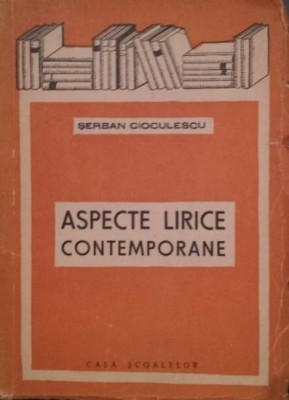 ŞERBAN CIOCULESCU
ASPECTE LIRICE
CONTEMPORANE
CASA ŞCOALELOR